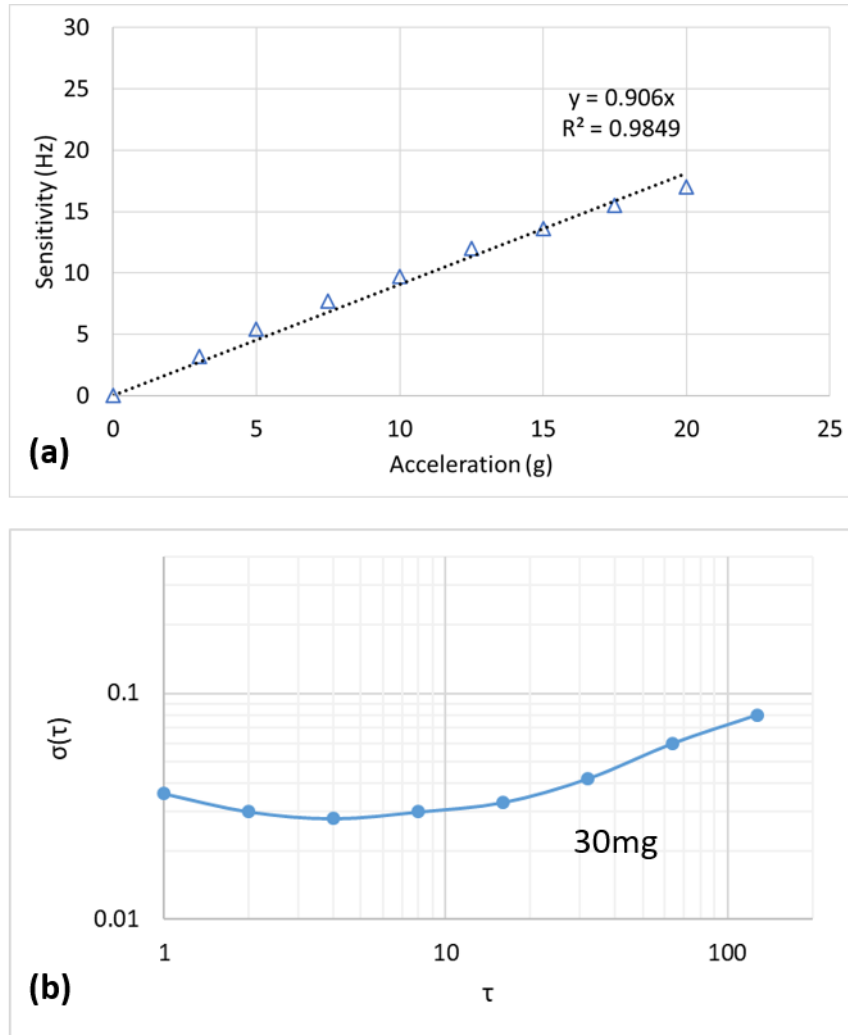 30
25
20
15
10
5
0
Sensitivity (Hz)
y = 0.906x
R² = 0.9849
0 5 10 15 20 25
Acceleration (g)
(a)
0.1
0.01
σ(τ)
30mg
1 10 100
τ
(b)